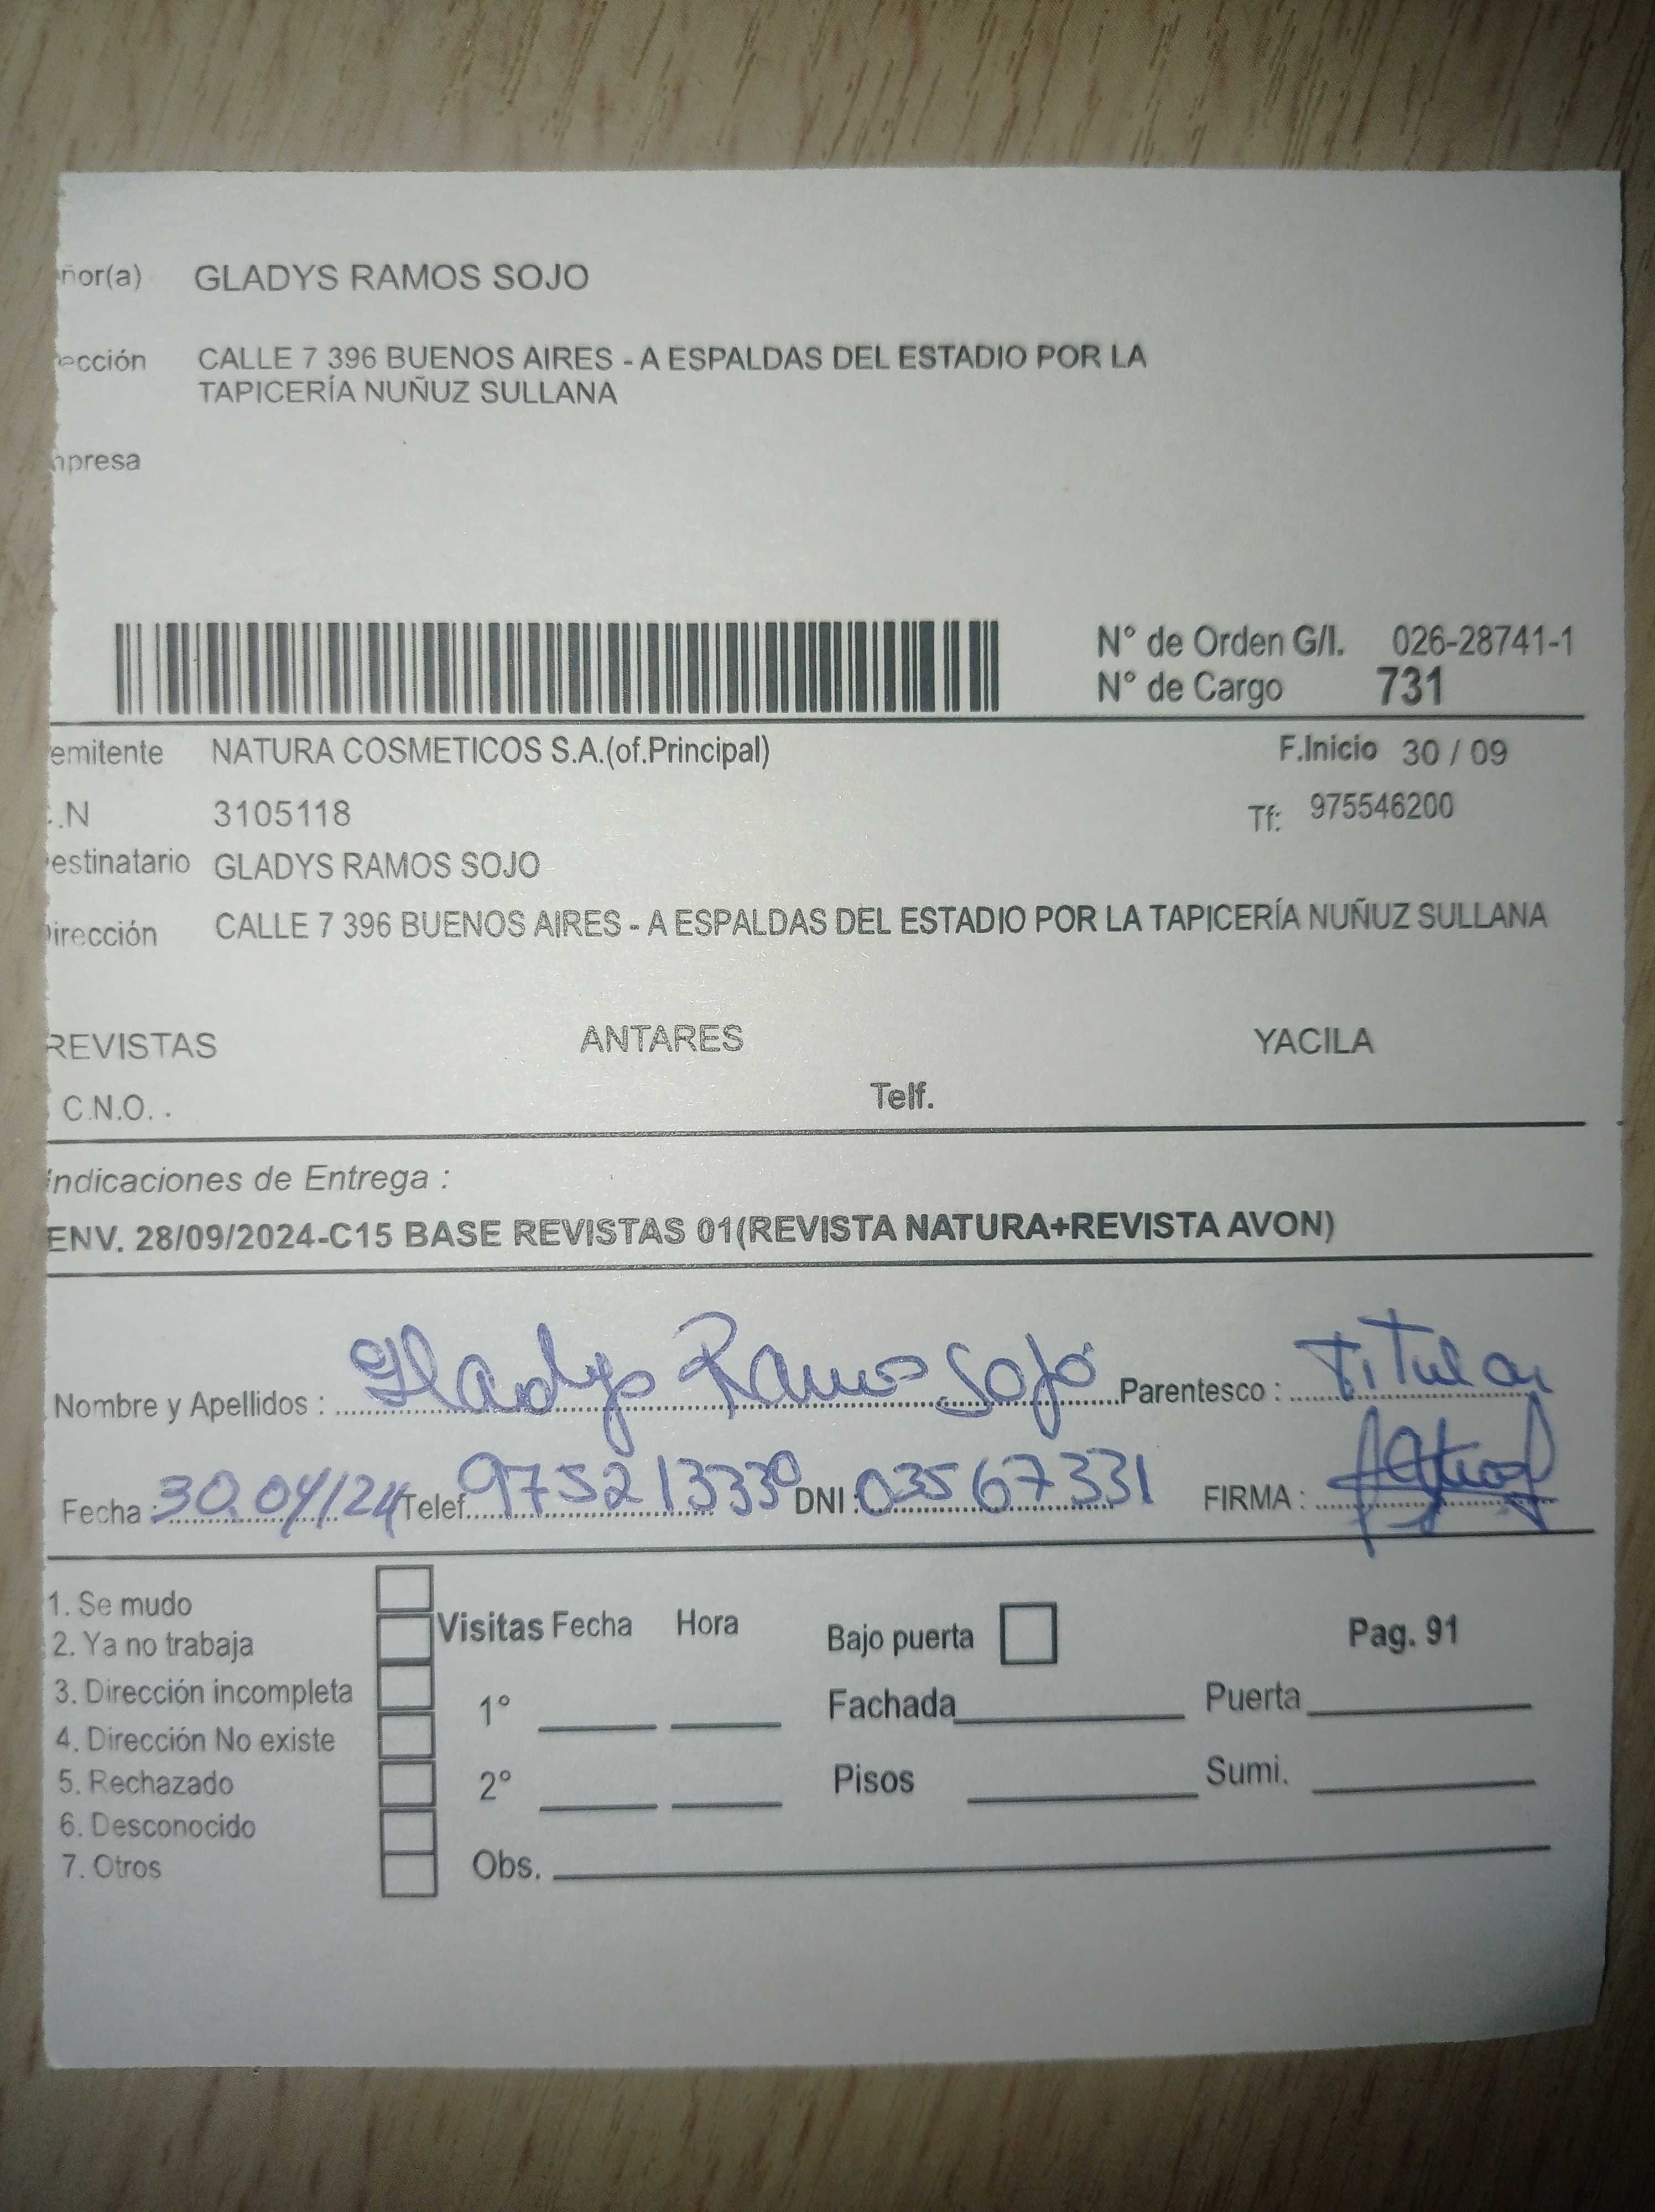 ñor(a) GLADYS RAMOS SOJO
ección CALLE 7 396 BUENOS AIRES - A ESPALDAS DEL ESTADIO POR LA
TAPICERÍA NUÑUZ SULLANA
mpresa
N° de Orden G/I. 026-28741-1
N° de Cargo 731
emitente NATURA COSMETICOS S.A.(of.Principal) F.Inicio 30 / 09
.N 3105118 Tf: 975546200
estinatario GLADYS RAMOS SOJO
irección CALLE 7 396 BUENOS AIRES - A ESPALDAS DEL ESTADIO POR LA TAPICERÍA NUÑUZ SULLANA
REVISTAS ANTARES YACILA
C.N.O. . Telf.
Indicaciones de Entrega :
ENV. 28/09/2024-C15 BASE REVISTAS 01(REVISTA NATURA+REVISTA AVON)
Nombre y Apellidos : Gladys Ramos Sojo Parentesco : Titular
Fecha : 30.04/24 Telef. 975213330 DNI : 03567331 FIRMA :
1. Se mudo
2. Ya no trabaja
3. Dirección incompleta
4. Dirección No existe
5. Rechazado
6. Desconocido
7. Otros
Visitas Fecha Hora Bajo puerta Pag. 91
1° Fachada Puerta
2° Pisos Sumi.
Obs.